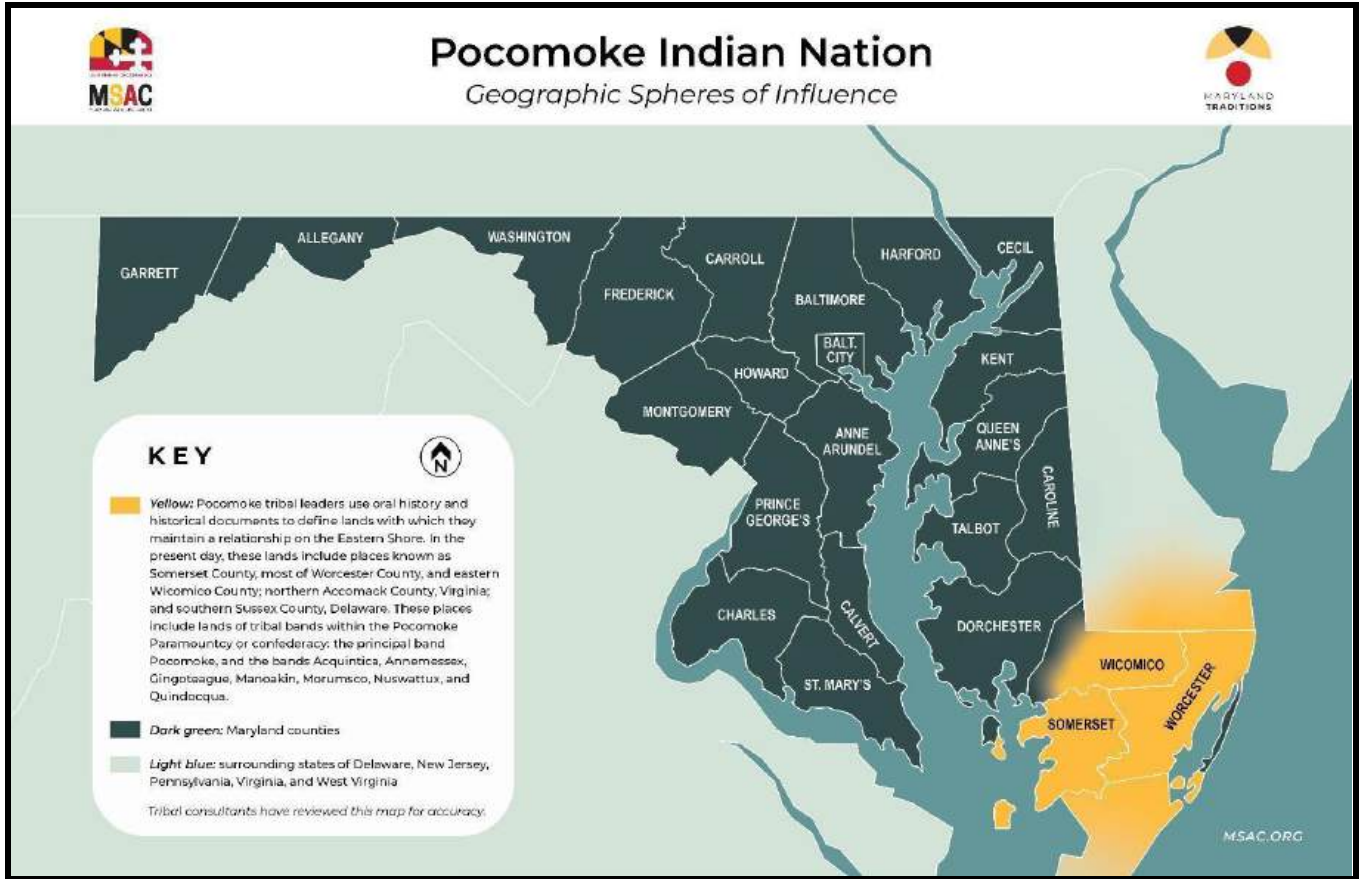 MSAC
Pocomoke Indian Nation
Geographic Spheres of Influence
MARYLAND
TRADITIONS
GARRETT
ALLEGANY
WASHINGTON
FREDERICK
CARROLL
BALTIMORE
HARFORD
CECIL
BALT.
CITY
HOWARD
KENT
MONTGOMERY
ANNE
ARUNDEL
QUEEN
ANNE'S
CAROLINE
PRINCE
GEORGE'S
TALBOT
CHARLES
CALVERT
DORCHESTER
ST. MARY'S
WICOMICO
SOMERSET
WORCESTER
KEY
N
Yellow: Pocomoke tribal leaders use oral history and
historical documents to define lands with which they
maintain a relationship on the Eastern Shore. In the
present day, these lands include places known as
Somerset County, most of Worcester County, and eastern
Wicomico County; northern Accomack County, Virginia;
and southern Sussex County, Delaware. These places
include lands of tribal bands within the Pocomoke
Paramountcy or confederacy: the principal band
Pocomoke, and the bands Acquintica, Annemessex,
Gingoteague, Manoakin, Morumsco, Nuswattux, and
Quindocqua.
Dark green: Maryland counties
Light blue: surrounding states of Delaware, New Jersey,
Pennsylvania, Virginia, and West Virginia
Tribal consultants have reviewed this map for accuracy.
MSAC.ORG